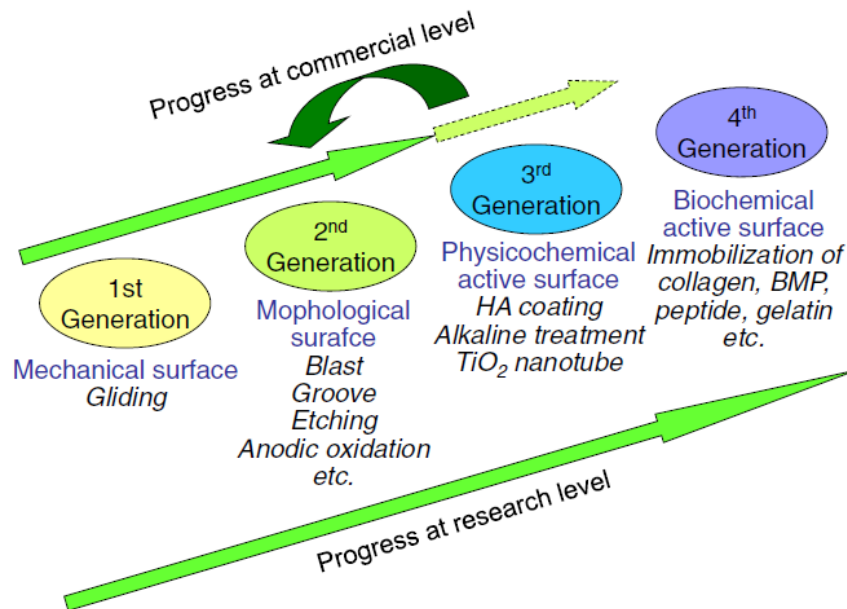 Progress at commercial level
1st
Generation
Mechanical surface
Gliding
2nd
Generation
Mophological
surafce
Blast
Groove
Etching
Anodic oxidation
etc.
3rd
Generation
Physicochemical
active surface
HA coating
Alkaline treatment
TiO2 nanotube
4th
Generation
Biochemical
active surface
Immobilization of
collagen, BMP,
peptide, gelatin
etc.
Progress at research level